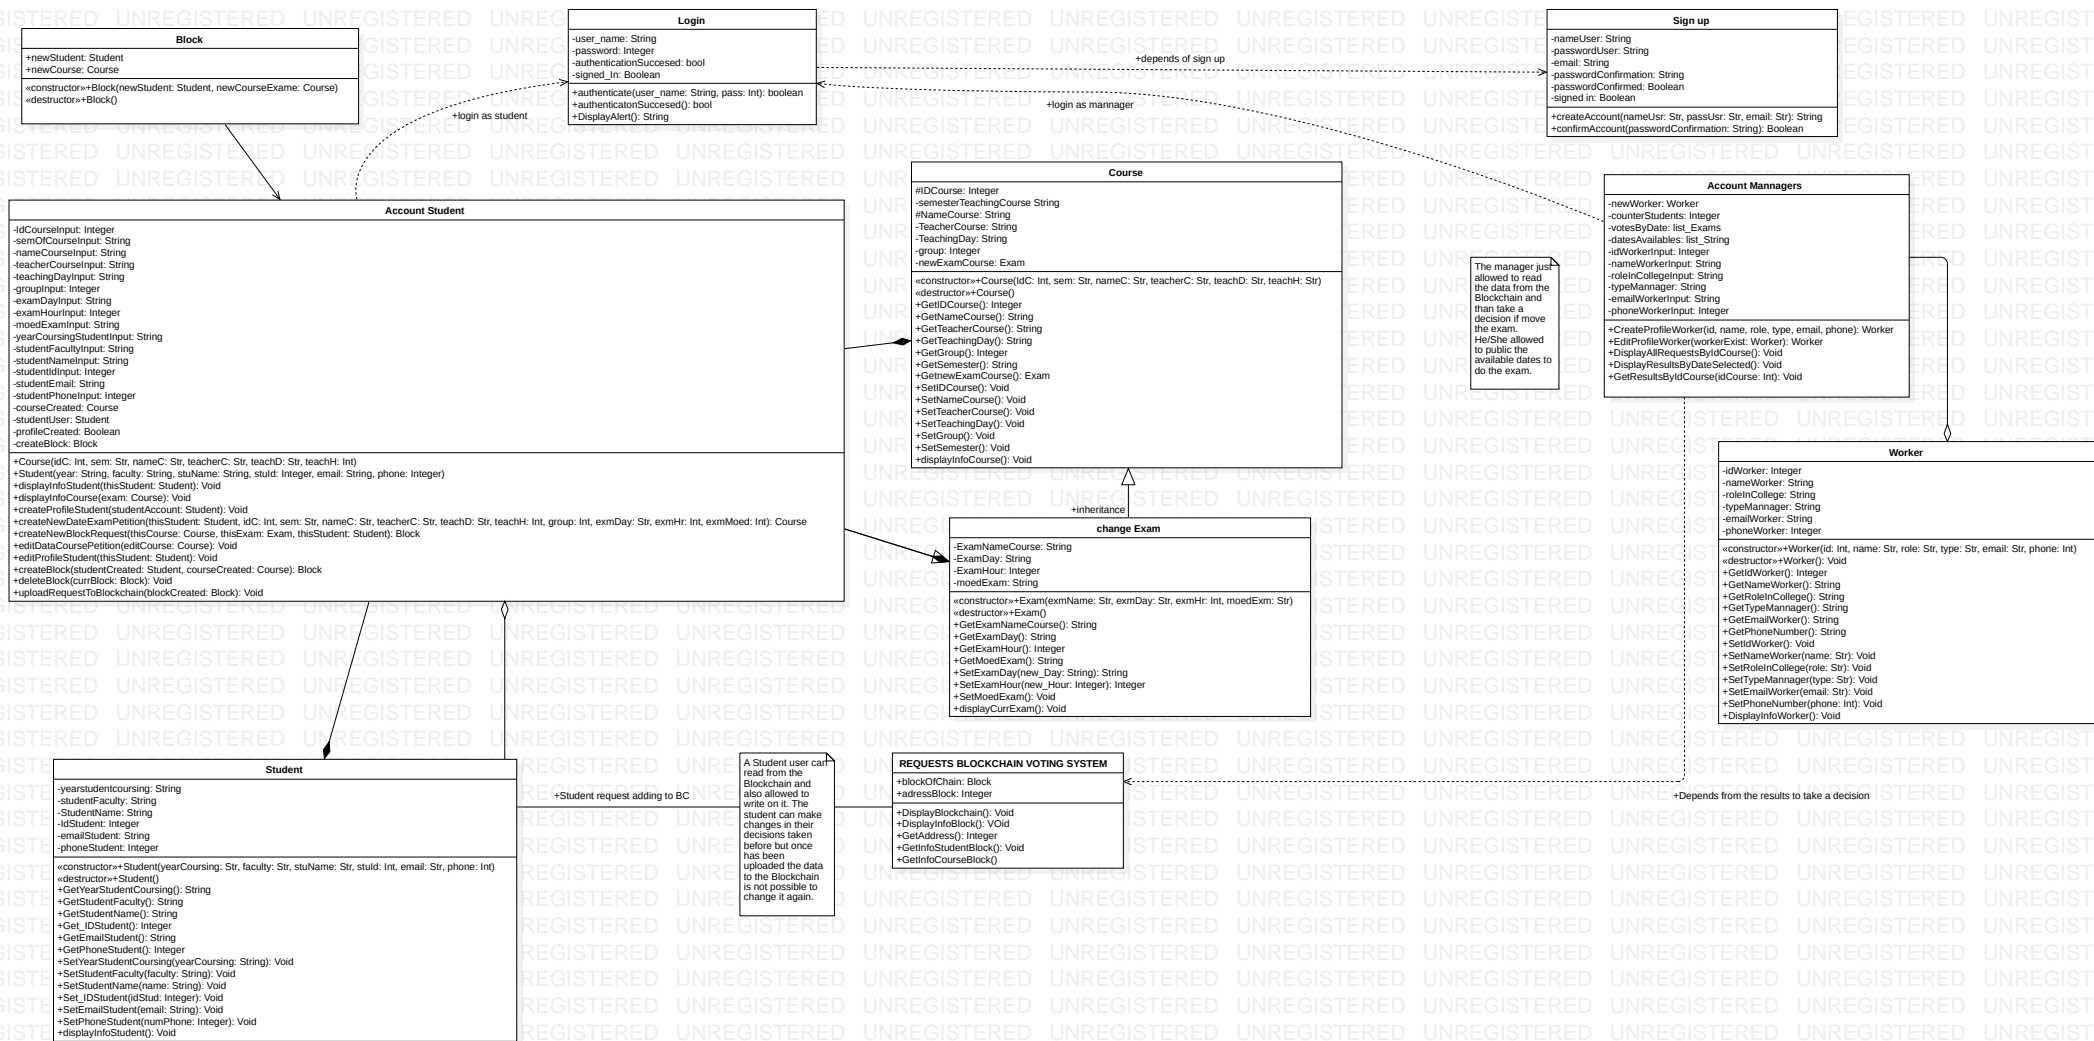 Block
+newStudent: Student
+newCourse: Course
«constructor»+Block(newStudent: Student, newCourseExame: Course)
«destructor»+Block()
Login
-user_name: String
-password: Integer
-authenticationSuccesed: bool
-signed_In: Boolean
+authenticate(user_name: String, pass: Int): boolean
+authenticatonSuccesed(): bool
+DisplayAlert(): String
+depends of sign up
+login as mannager
+login as student
Sign up
-nameUser: String
-passwordUser: String
-email: String
-passwordConfirmation: String
-passwordConfirmed: Boolean
-signed in: Boolean
+createAccount(nameUsr: Str, passUsr: Str, email: Str): String
+confirmAccount(passwordConfirmation: String): Boolean
Account Student
-IdCourseInput: Integer
-semOfCourseInput: String
-nameCourseInput: String
-teacherCourseInput: String
-teachingDayInput: String
-groupInput: Integer
-examDayInput: String
-examHourInput: Integer
-moedExamInput: String
-yearCoursingStudentInput: String
-studentFacultyInput: String
-studentNameInput: String
-studentIdInput: Integer
-studentEmail: String
-studentPhoneInput: Integer
-courseCreated: Course
-studentUser: Student
-profileCreated: Boolean
-createBlock: Block
+Course(idC: Int, sem: Str, nameC: Str, teacherC: Str, teachD: Str, teachH: Int)
+Student(year: String, faculty: String, stuName: String, stuId: Integer, email: String, phone: Integer)
+displayInfoStudent(thisStudent: Student): Void
+displayInfoCourse(exam: Course): Void
+createProfileStudent(studentAccount: Student): Void
+createNewDateExamPetition(thisStudent: Student, idC: Int, sem: Str, nameC: Str, teacherC: Str, teachD: Str, teachH: Int, group: Int, exmDay: Str, exmHr: Int, exmMoed: Int): Course
+createNewBlockRequest(thisCourse: Course, thisExam: Exam, thisStudent: Student): Block
+editDataCoursePetition(editCourse: Course): Void
+editProfileStudent(thisStudent: Student): Void
+createBlock(studentCreated: Student, courseCreated: Course): Block
+deleteBlock(currBlock: Block): Void
+uploadRequestToBlockchain(blockCreated: Block): Void
Course
#IDCourse: Integer
-semesterTeachingCourse String
#NameCourse: String
-TeacherCourse: String
-TeachingDay: String
-group: Integer
-newExamCourse: Exam
«constructor»+Course(IdC: Int, sem: Str, nameC: Str, teacherC: Str, teachD: Str, teachH: Str)
«destructor»+Course()
+GetIDCourse(): Integer
+GetNameCourse(): String
+GetTeacherCourse(): String
+GetTeachingDay(): String
+GetGroup(): Integer
+GetSemester(): String
+GetnewExamCourse(): Exam
+SetIDCourse(): Void
+SetNameCourse(): Void
+SetTeacherCourse(): Void
+SetTeachingDay(): Void
+SetGroup(): Void
+SetSemester(): Void
+displayInfoCourse(): Void
The manager just
allowed to read
the data from the
Blockchain and
than take a
decision if move
the exam.
He/She allowed
to public the
available dates to
do the exam.
Account Mannagers
-newWorker: Worker
-counterStudents: Integer
-votesByDate: list_Exams
-datesAvailables: list_String
-idWorkerInput: Integer
-nameWorkerInput: String
-roleInCollegeInput: String
-typeMannager: String
-emailWorkerInput: String
-phoneWorkerInput: Integer
+CreateProfileWorker(id, name, role, type, email, phone): Worker
+EditProfileWorker(workerExist: Worker): Worker
+DisplayAllRequestsByIdCourse(): Void
+DisplayResultsByDateSelected(): Void
+GetResultsByIdCourse(idCourse: Int): Void
+inheritance
change Exam
-ExamNameCourse: String
-ExamDay: String
-ExamHour: Integer
-moedExam: String
«constructor»+Exam(exmName: Str, exmDay: Str, exmHr: Int, moedExm: Str)
«destructor»+Exam()
+GetExamNameCourse(): String
+GetExamDay(): String
+GetExamHour(): Integer
+GetMoedExam(): String
+SetExamDay(new_Day: String): String
+SetExamHour(new_Hour: Integer): Integer
+SetMoedExam(): Void
+displayCurrExam(): Void
Worker
-idWorker: Integer
-nameWorker: String
-roleInCollege: String
-typeMannager: String
-emailWorker: String
-phoneWorker: Integer
«constructor»+Worker(id: Int, name: Str, role: Str, type: Str, email: Str, phone: Int)
«destructor»+Worker(): Void
+GetIdWorker(): Integer
+GetNameWorker(): String
+GetRoleInCollege(): String
+GetTypeMannager(): String
+GetEmailWorker(): String
+GetPhoneNumber(): String
+SetIdWorker(): Void
+SetNameWorker(name: Str): Void
+SetRoleInCollege(role: Str): Void
+SetTypeMannager(type: Str): Void
+SetEmailWorker(email: Str): Void
+SetPhoneNumber(phone: Int): Void
+DisplayInfoWorker(): Void
Student
-yearstudentcoursing: String
-studentFaculty: String
-StudentName: String
-IdStudent: Integer
-emailStudent: String
-phoneStudent: Integer
«constructor»+Student(yearCoursing: Str, faculty: Str, stuName: Str, stuId: Int, email: Str, phone: Int)
«destructor»+Student()
+GetYearStudentCoursing(): String
+GetStudentFaculty(): String
+GetStudentName(): String
+Get_IDStudent(): Integer
+GetEmailStudent(): String
+GetPhoneStudent(): Integer
+SetYearStudentCoursing(yearCoursing: String): Void
+SetStudentFaculty(faculty: String): Void
+SetStudentName(name: String): Void
+Set_IDStudent(idStud: Integer): Void
+SetEmailStudent(email: String): Void
+SetPhoneStudent(numPhone: Integer): Void
+displayInfoStudent(): Void
+Student request adding to BC
A Student user can
read from the
Blockchain and
also allowed to
write on it. The
student can make
changes in their
decisions taken
before but once
has been
uploaded the data
to the Blockchain
is not possible to
change it again.
REQUESTS BLOCKCHAIN VOTING SYSTEM
+blockOfChain: Block
+adressBlock: Integer
+DisplayBlockchain(): Void
+DisplayInfoBlock(): VOid
+GetAddress(): Integer
+GetInfoStudentBlock(): Void
+GetInfoCourseBlock()
+Depends from the results to take a decision
UNREGISTERED